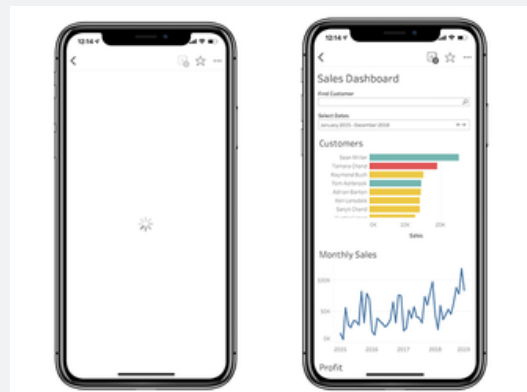 12:14
12:14
Sales Dashboard
Find Customer
Select Dates
January 2015 - December 2018
Customers
Sean Miller
Tamara Chand
Raymond Buch
Tom Ashbrook
Adrian Barton
Ken Lonsdale
Sanjit Chand
0K 10K 20K
Sales
Monthly Sales
$100K
$50K
$0K
2015 2016 2017 2018 2019
Profit